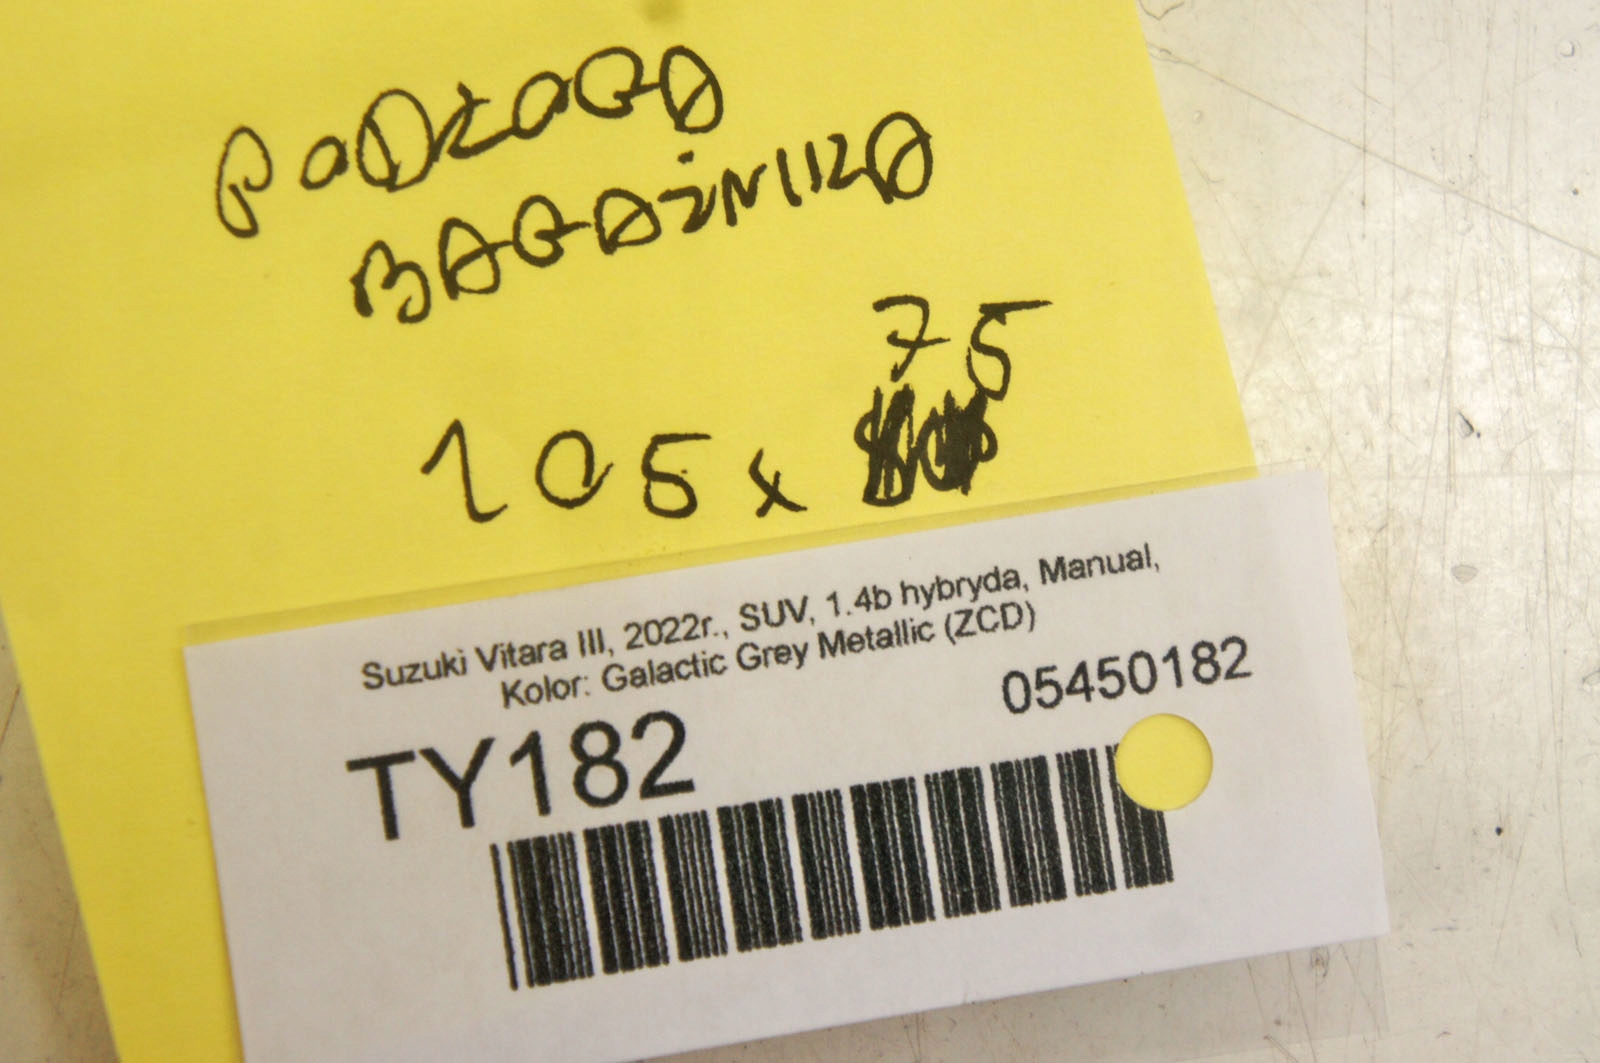 PODŁOGA
BAGAŻNIKA
75
105 x
Suzuki Vitara III, 2022r., SUV, 1.4b hybryda, Manual,
Kolor: Galactic Grey Metallic (ZCD)
05450182
TY182